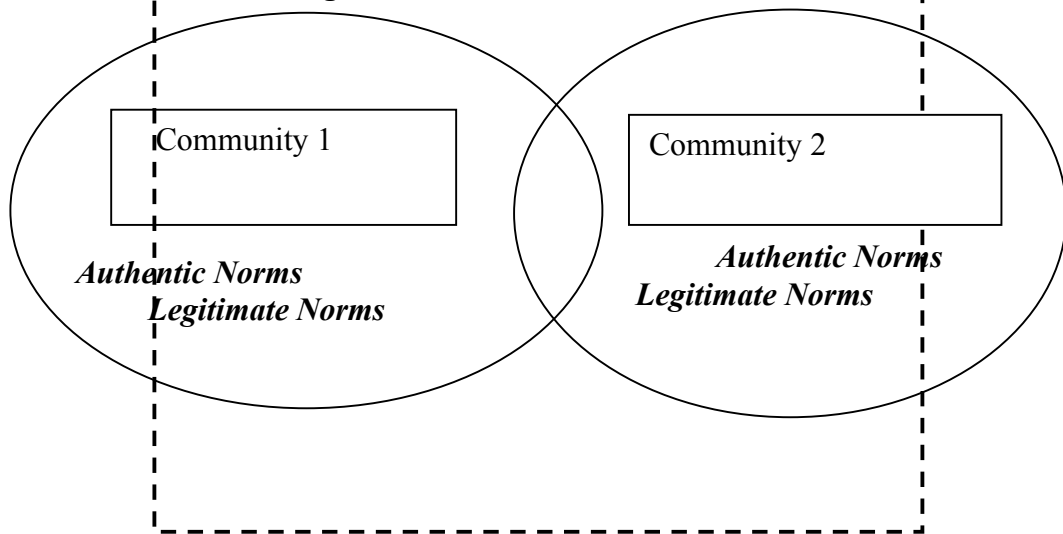 Community 1
Authentic Norms
Legitimate Norms
Community 2
Authentic Norms
Legitimate Norms